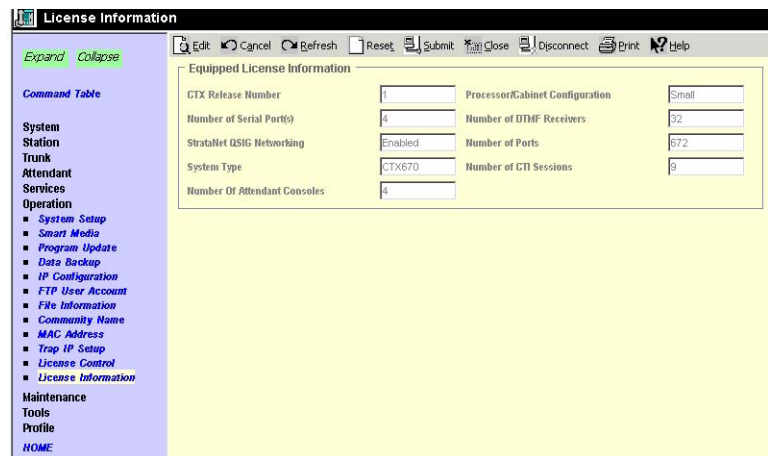 License Information
Expand Collapse
Edit Cancel Refresh Reset Submit Close Disconnect Print Help
Command Table
System
Station
Trunk
Attendant
Services
Operation
System Setup
Smart Media
Program Update
Data Backup
IP Configuration
FTP User Account
File Information
Community Name
MAC Address
Trap IP Setup
License Control
License Information
Maintenance
Tools
Profile
HOME
Equipped License Information
CTX Release Number 1 Processor/Cabinet Configuration Small
Number of Serial Port(s) 4 Number of DTMF Receivers 32
StrataNet QSIG Networking Enabled Number of Ports 672
System Type CTX670 Number of CTI Sessions 9
Number Of Attendant Consoles 4